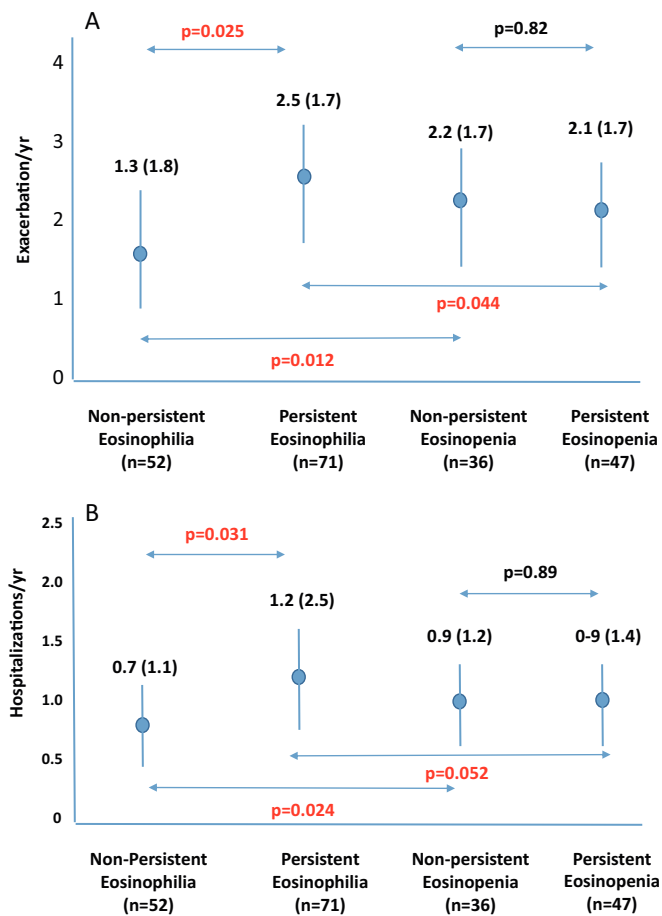 A
p=0.025
p=0.82
4
3
2
1
0
Exacerbation/yr
1.3 (1.8)
2.5 (1.7)
2.2 (1.7)
2.1 (1.7)
p=0.044
p=0.012
Non-persistent
Eosinophilia
(n=52)
Persistent
Eosinophilia
(n=71)
Non-persistent
Eosinopenia
(n=36)
Persistent
Eosinopenia
(n=47)
B
2.5
2.0
1.5
1.0
0.5
0
Hospitalizations/yr
p=0.031
p=0.89
0.7 (1.1)
1.2 (2.5)
0.9 (1.2)
0-9 (1.4)
p=0.052
p=0.024
Non-Persistent
Eosinophilia
(n=52)
Persistent
Eosinophilia
(n=71)
Non-persistent
Eosinopenia
(n=36)
Persistent
Eosinopenia
(n=47)